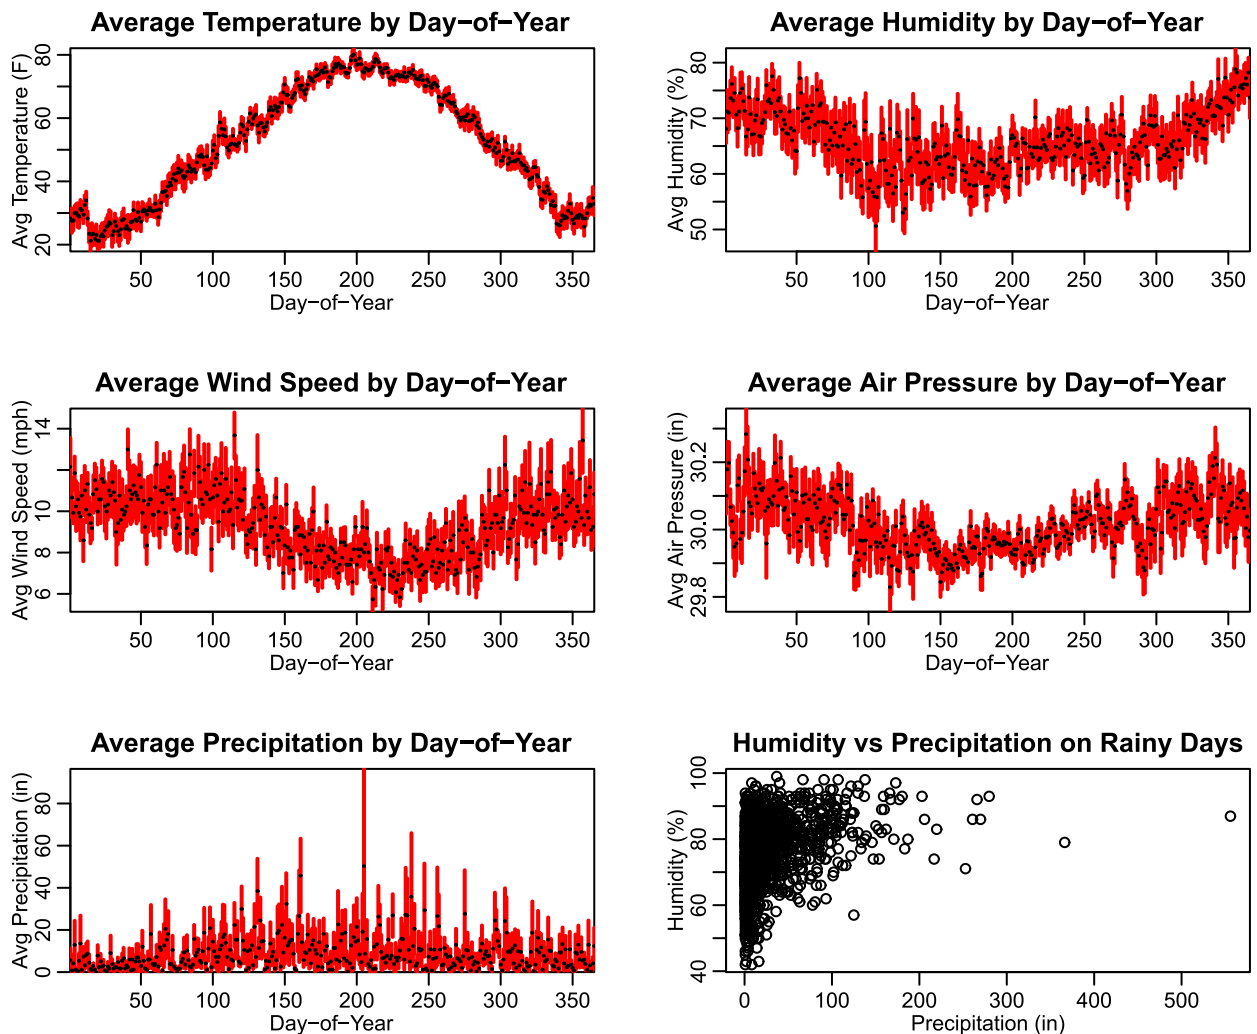 Average Temperature by Day−of−Year
Avg Temperature (F)
80
60
40
20
50 100 150 200 250 300 350
Day−of−Year
Average Humidity by Day−of−Year
Avg Humidity (%)
80
70
60
50
50 100 150 200 250 300 350
Day−of−Year
Average Wind Speed by Day−of−Year
Avg Wind Speed (mph)
14
10
8
6
50 100 150 200 250 300 350
Day−of−Year
Average Air Pressure by Day−of−Year
Avg Air Pressure (in)
30.2
30.0
29.8
50 100 150 200 250 300 350
Day−of−Year
Average Precipitation by Day−of−Year
Avg Precipitation (in)
80
60
40
20
0
50 100 150 200 250 300 350
Day−of−Year
Humidity vs Precipitation on Rainy Days
Humidity (%)
100
80
60
40
0 100 200 300 400 500
Precipitation (in)